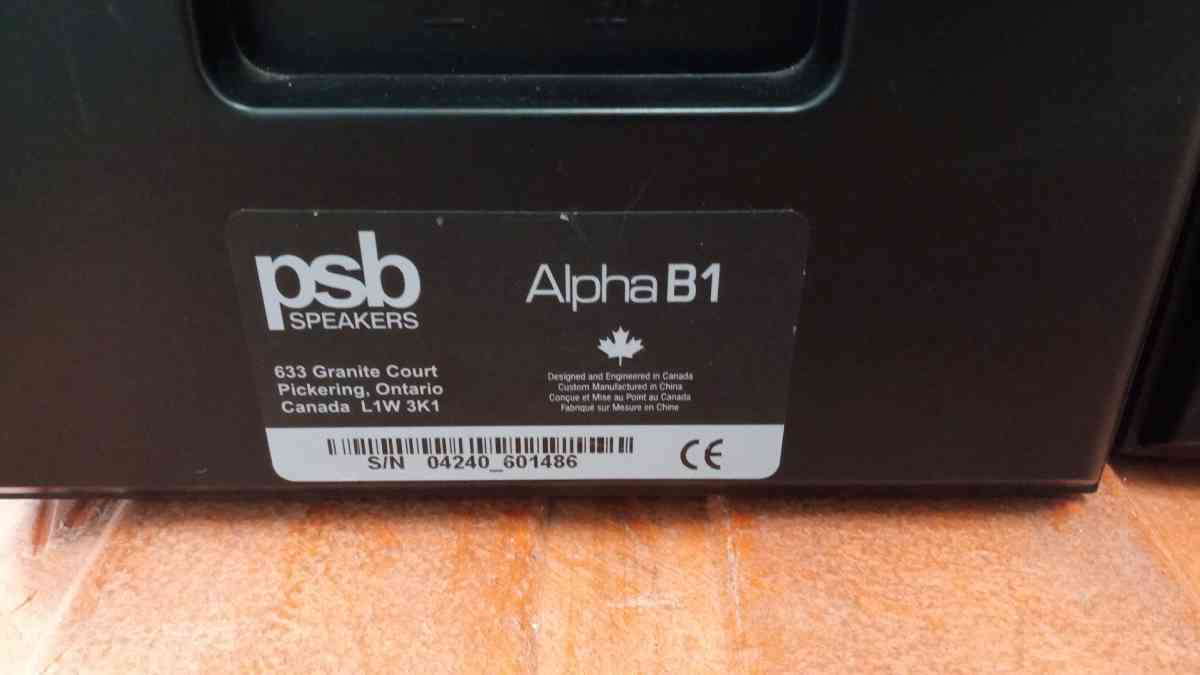 psb
SPEAKERS
633 Granite Court
Pickering, Ontario
Canada L1W 3K1
Alpha B1
Designed and Engineered in Canada
Custom Manufactured in China
Conçue et Mise au Point au Canada
Fabriqué sur Mesure en Chine
S/N 04240_601486
CE